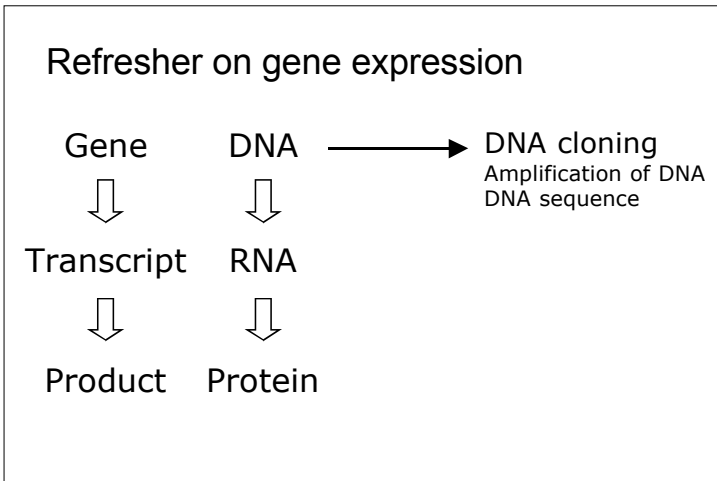 Refresher on gene expression
Gene DNA DNA cloning
Amplification of DNA
DNA sequence
Transcript RNA
Product Protein